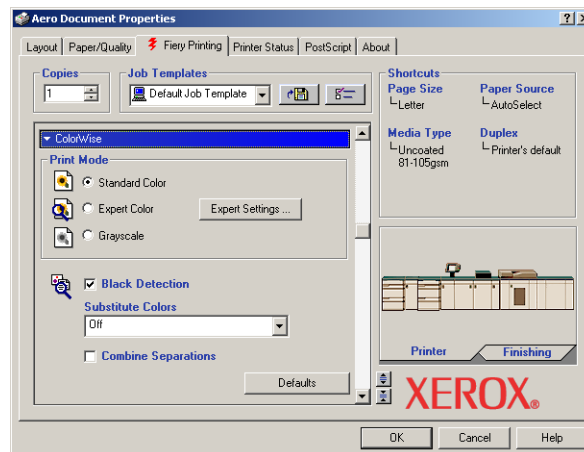 Aero Document Properties
Layout
Paper/Quality
Fiery Printing
Printer Status
PostScript
About
Copies
1
Job Templates
Default Job Template
ColorWise
Print Mode
Standard Color
Expert Color
Expert Settings ...
Grayscale
Black Detection
Substitute Colors
Off
Combine Separations
Defaults
Shortcuts
Page Size
Letter
Paper Source
AutoSelect
Media Type
Uncoated
81-105gsm
Duplex
Printer's default
Printer
Finishing
XEROX®
OK
Cancel
Help